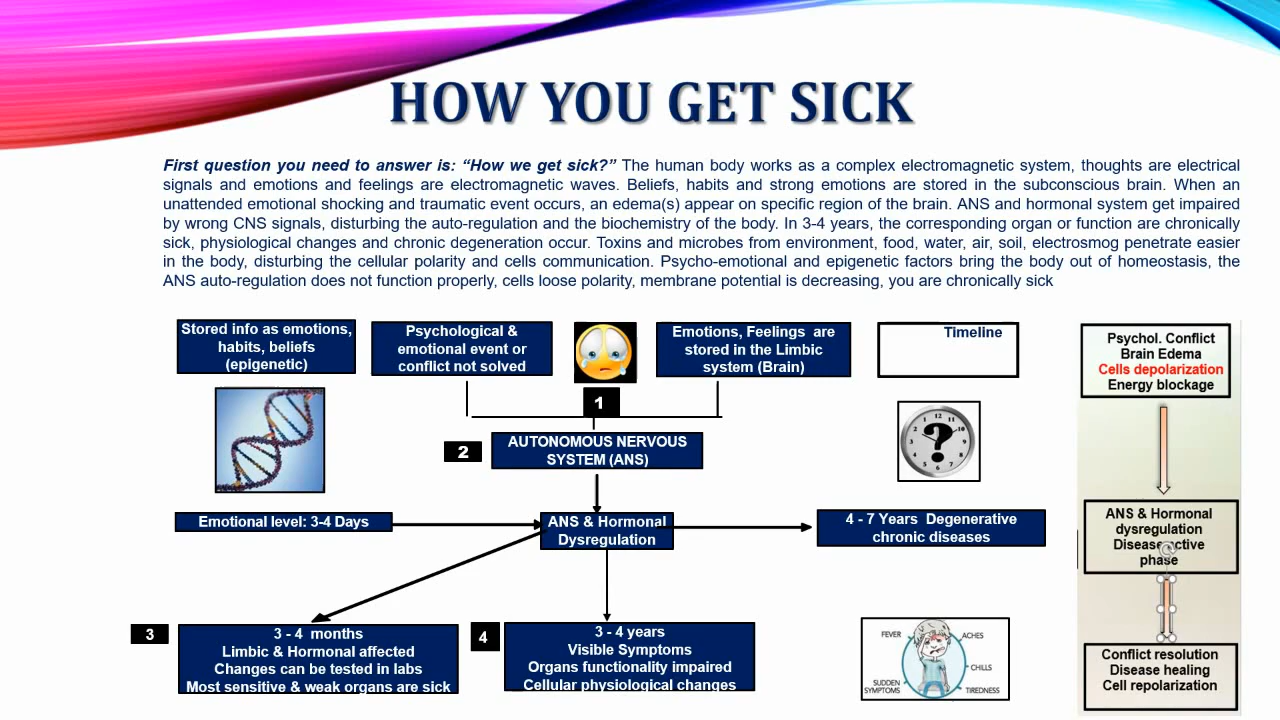 HOW YOU GET SICK
First question you need to answer is: “How we get sick?” The human body works as a complex electromagnetic system, thoughts are electrical
signals and emotions and feelings are electromagnetic waves. Beliefs, habits and strong emotions are stored in the subconscious brain. When an
unattended emotional shocking and traumatic event occurs, an edema(s) appear on specific region of the brain. ANS and hormonal system get impaired
by wrong CNS signals, disturbing the auto-regulation and the biochemistry of the body. In 3-4 years, the corresponding organ or function are chronically
sick, physiological changes and chronic degeneration occur. Toxins and microbes from environment, food, water, air, soil, electrosmog penetrate easier
in the body, disturbing the cellular polarity and cells communication. Psycho-emotional and epigenetic factors bring the body out of homeostasis, the
ANS auto-regulation does not function properly, cells loose polarity, membrane potential is decreasing, you are chronically sick
Stored info as emotions,
habits, beliefs
(epigenetic)
Psychological &
emotional event or
conflict not solved
Emotions, Feelings are
stored in the Limbic
system (Brain)
Timeline
Psychol. Conflict
Brain Edema
Cells depolarization
Energy blockage
1
2
AUTONOMOUS NERVOUS
SYSTEM (ANS)
12
11
1
10
2
?
8
4
7
6
5
Emotional level: 3-4 Days
ANS & Hormonal
Dysregulation
4 - 7 Years Degenerative
chronic diseases
ANS & Hormonal
dysregulation
phase
3
3 - 4 months
Limbic & Hormonal affected
Changes can be tested in labs
Most sensitive & weak organs are sick
4
3 - 4 years
Visible Symptoms
Organs functionality impaired
Cellular physiological changes
FEVER
ACHES
CHILLS
SUDDEN
SYMPTOMS
TIREDNESS
Conflict resolution
Disease healing
Cell repolarization